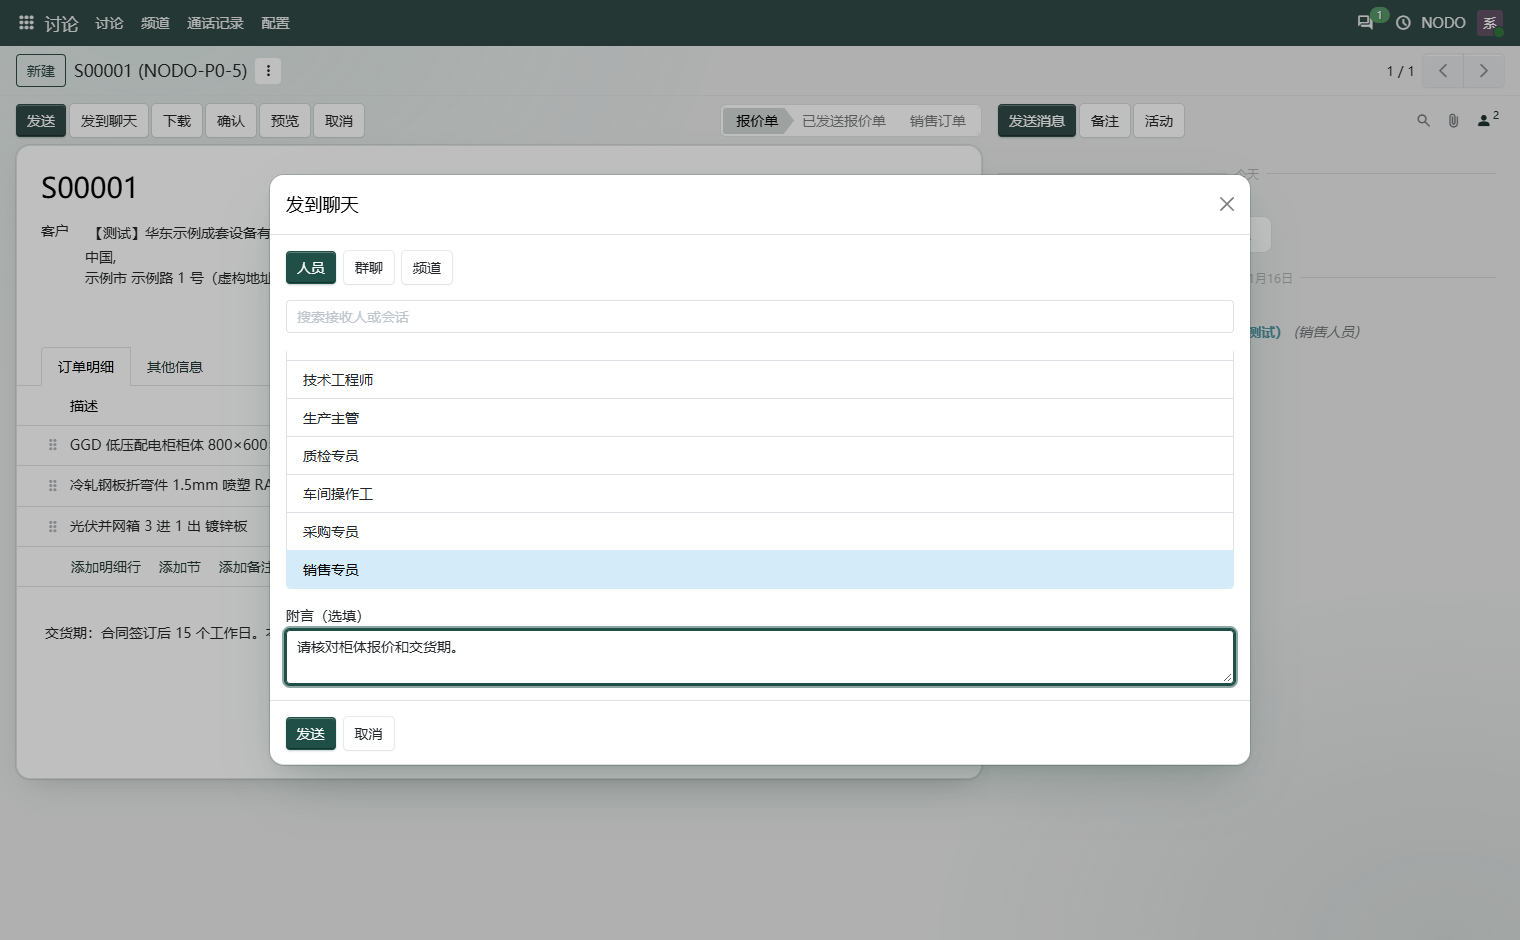 讨论 讨论 频道 通话记录 配置 1 NODO 系
新建 S00001 (NODO-P0-5) 1 / 1
发送 发到聊天 下载 确认 预览 取消 报价单 已发送报价单 销售订单 发送消息 备注 活动 2
S00001
今天
发到聊天
客户 【测试】华东示例成套设备有
中国,
示例市 示例路 1 号（虚构地址
人员 群聊 频道
1月16日
搜索接收人或会话
测试） (销售人员)
订单明细 其他信息
技术工程师
描述
生产主管
GGD 低压配电柜柜体 800×600
质检专员
冷轧钢板折弯件 1.5mm 喷塑 RA
车间操作工
光伏并网箱 3 进 1 出 镀锌板
采购专员
添加明细行 添加节 添加备注
销售专员
附言（选填）
交货期：合同签订后 15 个工作日。
请核对柜体报价和交货期。
发送 取消